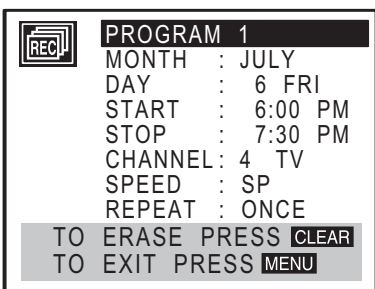 REC
PROGRAM 1
MONTH : JULY
DAY : 6 FRI
START : 6:00 PM
STOP : 7:30 PM
CHANNEL : 4 TV
SPEED : SP
REPEAT : ONCE
TO ERASE PRESS CLEAR
TO EXIT PRESS MENU